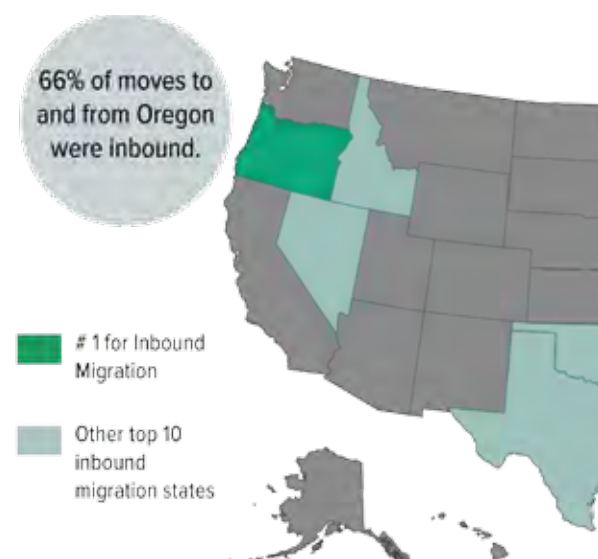 66% of moves to
and from Oregon
were inbound.
# 1 for Inbound
Migration
Other top 10
inbound
migration states